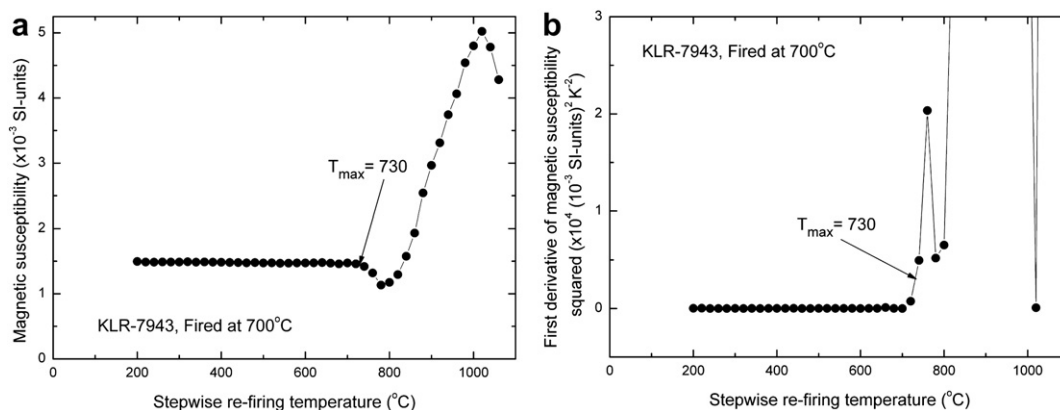 a
Magnetic susceptibility (x10⁻³ SI-units)
5
4
3
2
1
0
Tmax= 730
KLR-7943, Fired at 700°C
0 200 400 600 800 1000
Stepwise re-firing temperature (°C)
b
First derivative of magnetic susceptibility
squared (x10⁴ (10⁻³ SI-units)² K⁻²)
3
2
1
0
KLR-7943, Fired at 700°C
Tmax= 730
0 200 400 600 800 1000
Stepwise re-firing temperature (°C)